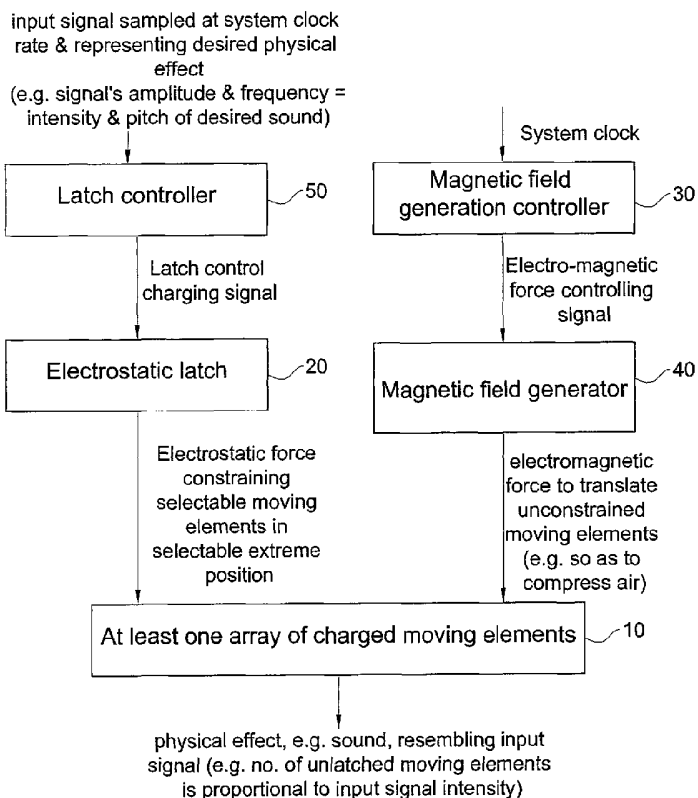 input signal sampled at system clock
rate & representing desired physical
effect
(e.g. signal's amplitude & frequency =
intensity & pitch of desired sound)
System clock
Latch controller
50
Magnetic field
generation controller
30
Latch control
charging signal
Electro-magnetic
force controlling
signal
Electrostatic latch
20
Magnetic field generator
40
Electrostatic force
constraining
selectable moving
elements in
selectable extreme
position
electromagnetic
force to translate
unconstrained
moving elements
(e.g. so as to
compress air)
At least one array of charged moving elements
10
physical effect, e.g. sound, resembling input
signal (e.g. no. of unlatched moving elements
is proportional to input signal intensity)